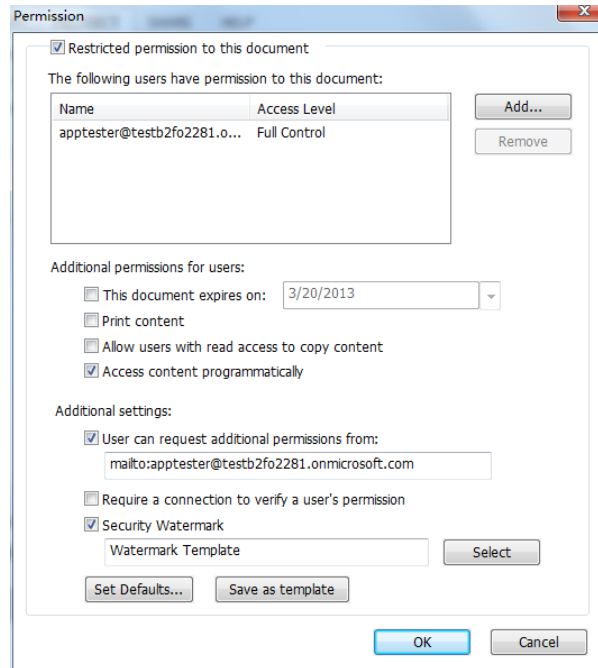 Permission
SHARE HELP
Restricted permission to this document
The following users have permission to this document:
Name Access Level
Add...
apptester@testb2fo2281.o... Full Control
Remove
Additional permissions for users:
This document expires on: 3/20/2013
Print content
Allow users with read access to copy content
Access content programmatically
Additional settings:
User can request additional permissions from:
mailto:apptester@testb2fo2281.onmicrosoft.com
Require a connection to verify a user's permission
Security Watermark
Watermark Template Select
Set Defaults... Save as template
OK Cancel